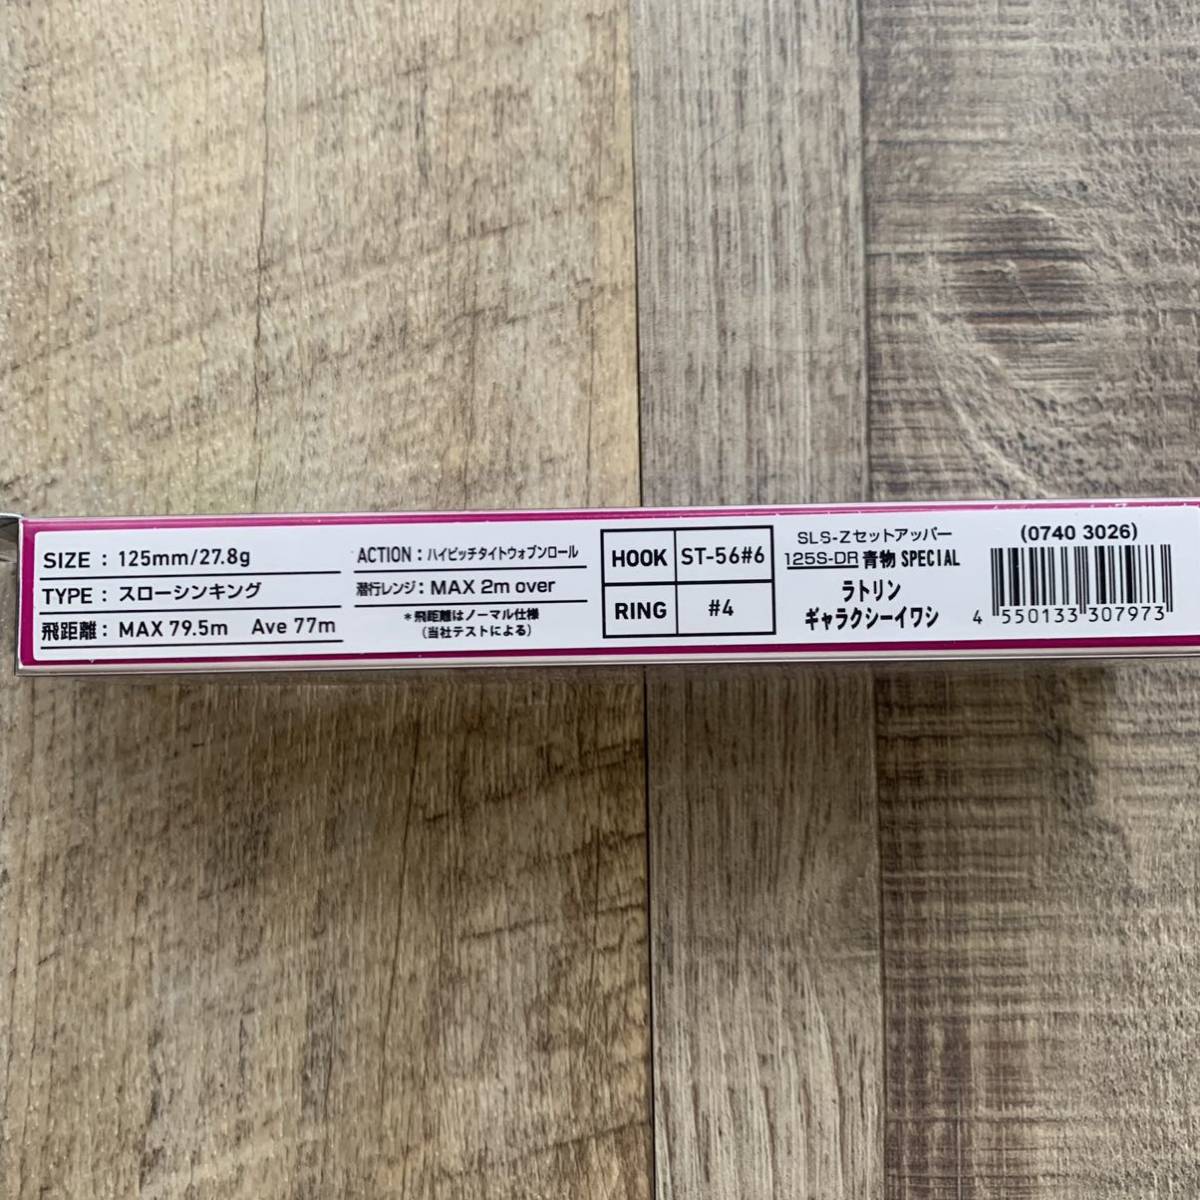 SIZE : 125mm/27.8g
TYPE : スローシンキング
飛距離 : MAX 79.5m Ave 77m
ACTION : ハイピッチタイトウォブンロール
潜行レンジ : MAX 2m over
*飛距離はノーマル仕様
(当社テストによる)
HOOK ST-56#6
RING #4
SLS-Zセットアッパー
125S-DR 青物 SPECIAL
ラトリン
ギャラクシーイワシ
(0740 3026)
4 550133 307973